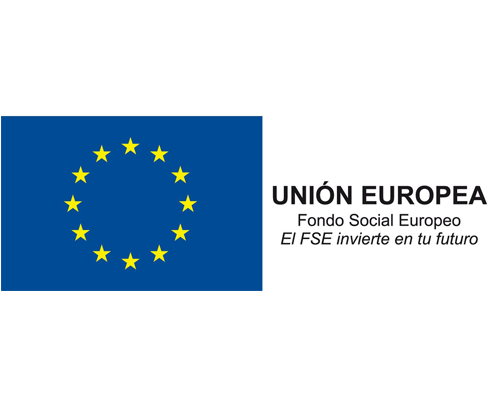 UNIÓN EUROPEA
Fondo Social Europeo
El FSE invierte en tu futuro